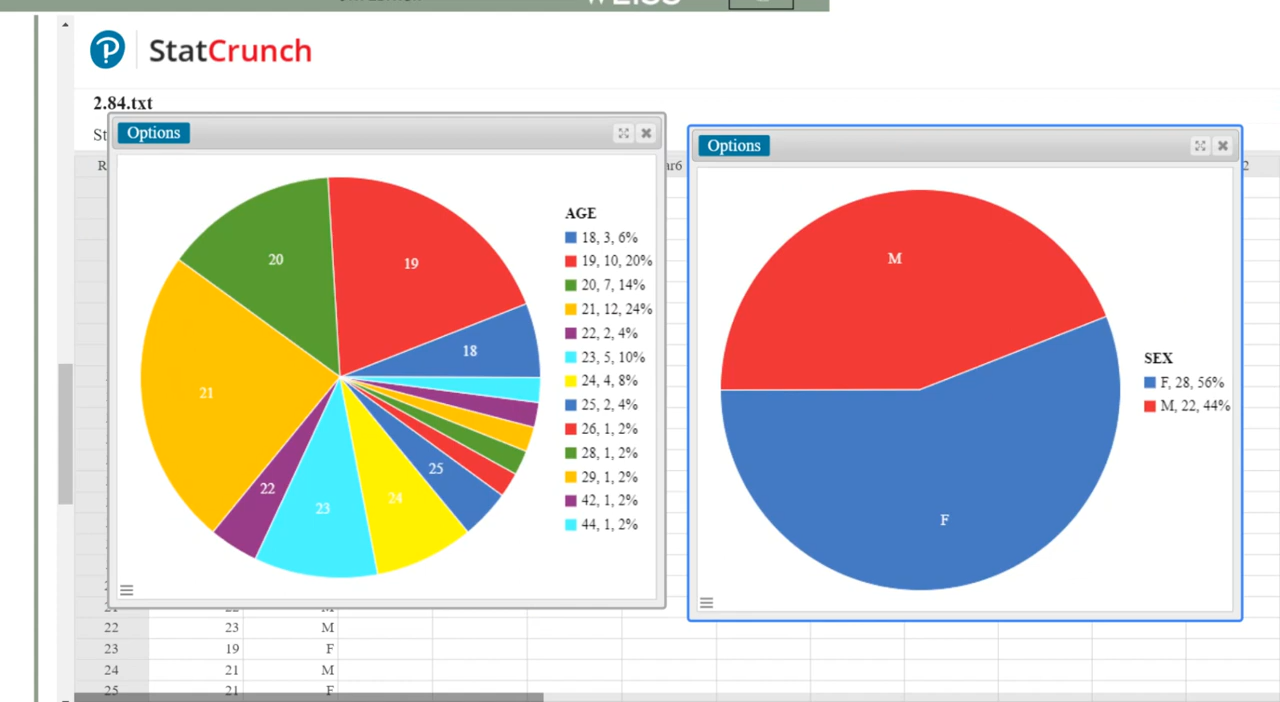 WEISS
StatCrunch
2.84.txt
St
Options
R
AGE
18, 3, 6%
19, 10, 20%
20, 7, 14%
21, 12, 24%
22, 2, 4%
23, 5, 10%
24, 4, 8%
25, 2, 4%
26, 1, 2%
28, 1, 2%
29, 1, 2%
42, 1, 2%
44, 1, 2%
20
19
18
21
22
23
24
25
ar6
Options
2
M
F
SEX
F, 28, 56%
M, 22, 44%
22 23 M
23 19 F
24 21 M
25 21 F